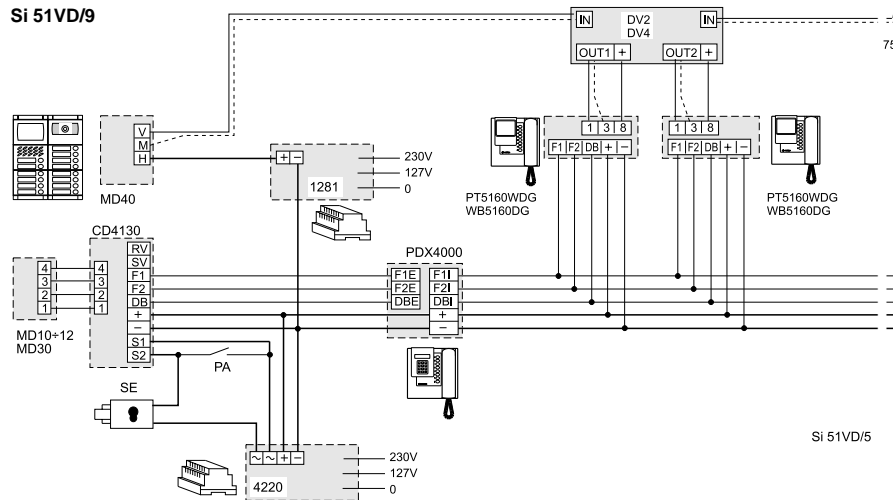 Si 51VD/9
IN
DV2
DV4
IN
OUT1 +
OUT2 +
75
V
M
H
MD40
+ −
1281
230V
127V
0
1 3 8
F1 F2 DB + −
PT5160WDG
WB5160DG
1 3 8
F1 F2 DB + −
PT5160WDG
WB5160DG
CD4130
RV
SV
F1
F2
DB
+
−
S1
S2
4
3
2
1
4
3
2
1
MD10÷12
MD30
PDX4000
F1E F1I
F2E F2I
DBE DBI
+
−
PA
SE
~ ~ + −
4220
230V
127V
0
Si 51VD/5